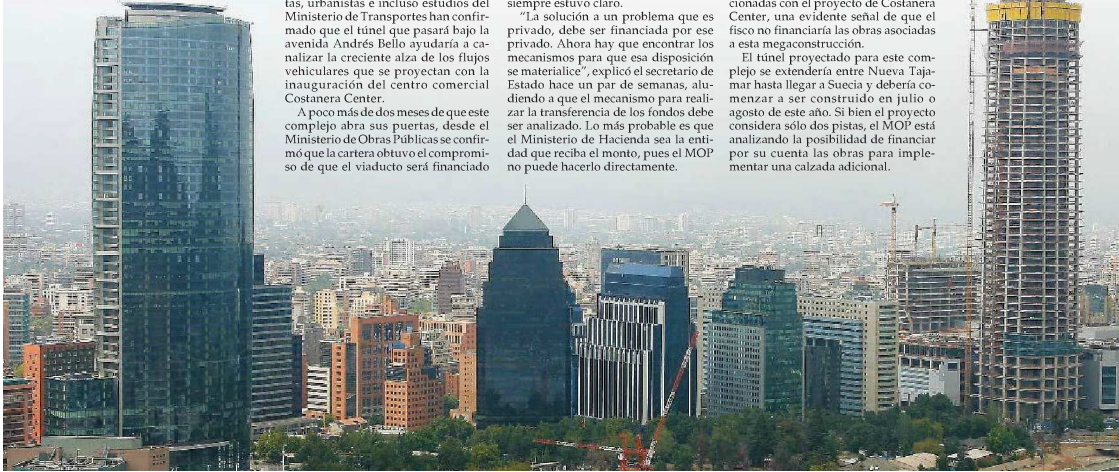 tas, urbanistas e incluso estudios del
Ministerio de Transportes han confir-
mado que el túnel que pasará bajo la
avenida Andrés Bello ayudaría a ca-
nalizar la creciente alza de los flujos
vehiculares que se proyectan con la
inauguración del centro comercial
Costanera Center.
A poco más de dos meses de que este
complejo abra sus puertas, desde el
Ministerio de Obras Públicas se confir-
mó que la cartera obtuvo el compromi-
so de que el viaducto será financiado
siempre estuvo claro.
"La solución a un problema que es
privado, debe ser financiada por ese
privado. Ahora hay que encontrar los
mecanismos para que esa disposición
se materialice", explicó el secretario de
Estado hace un par de semanas, alu-
diendo a que el mecanismo para reali-
zar la transferencia de los fondos debe
ser analizado. Lo más probable es que
el Ministerio de Hacienda sea la enti-
dad que reciba el monto, pues el MOP
no puede hacerlo directamente.
cionadas con el proyecto de Costanera
Center, una evidente señal de que el
fisco no financiaría las obras asociadas
a esta megaconstrucción.
El túnel proyectado para este com-
plejo se extendería entre Nueva Taja-
mar hasta llegar a Suecia y debería co-
menzar a ser construido en julio o
agosto de este año. Si bien el proyecto
considera sólo dos pistas, el MOP está
analizando la posibilidad de financiar
por su cuenta las obras para imple-
mentar una calzada adicional.